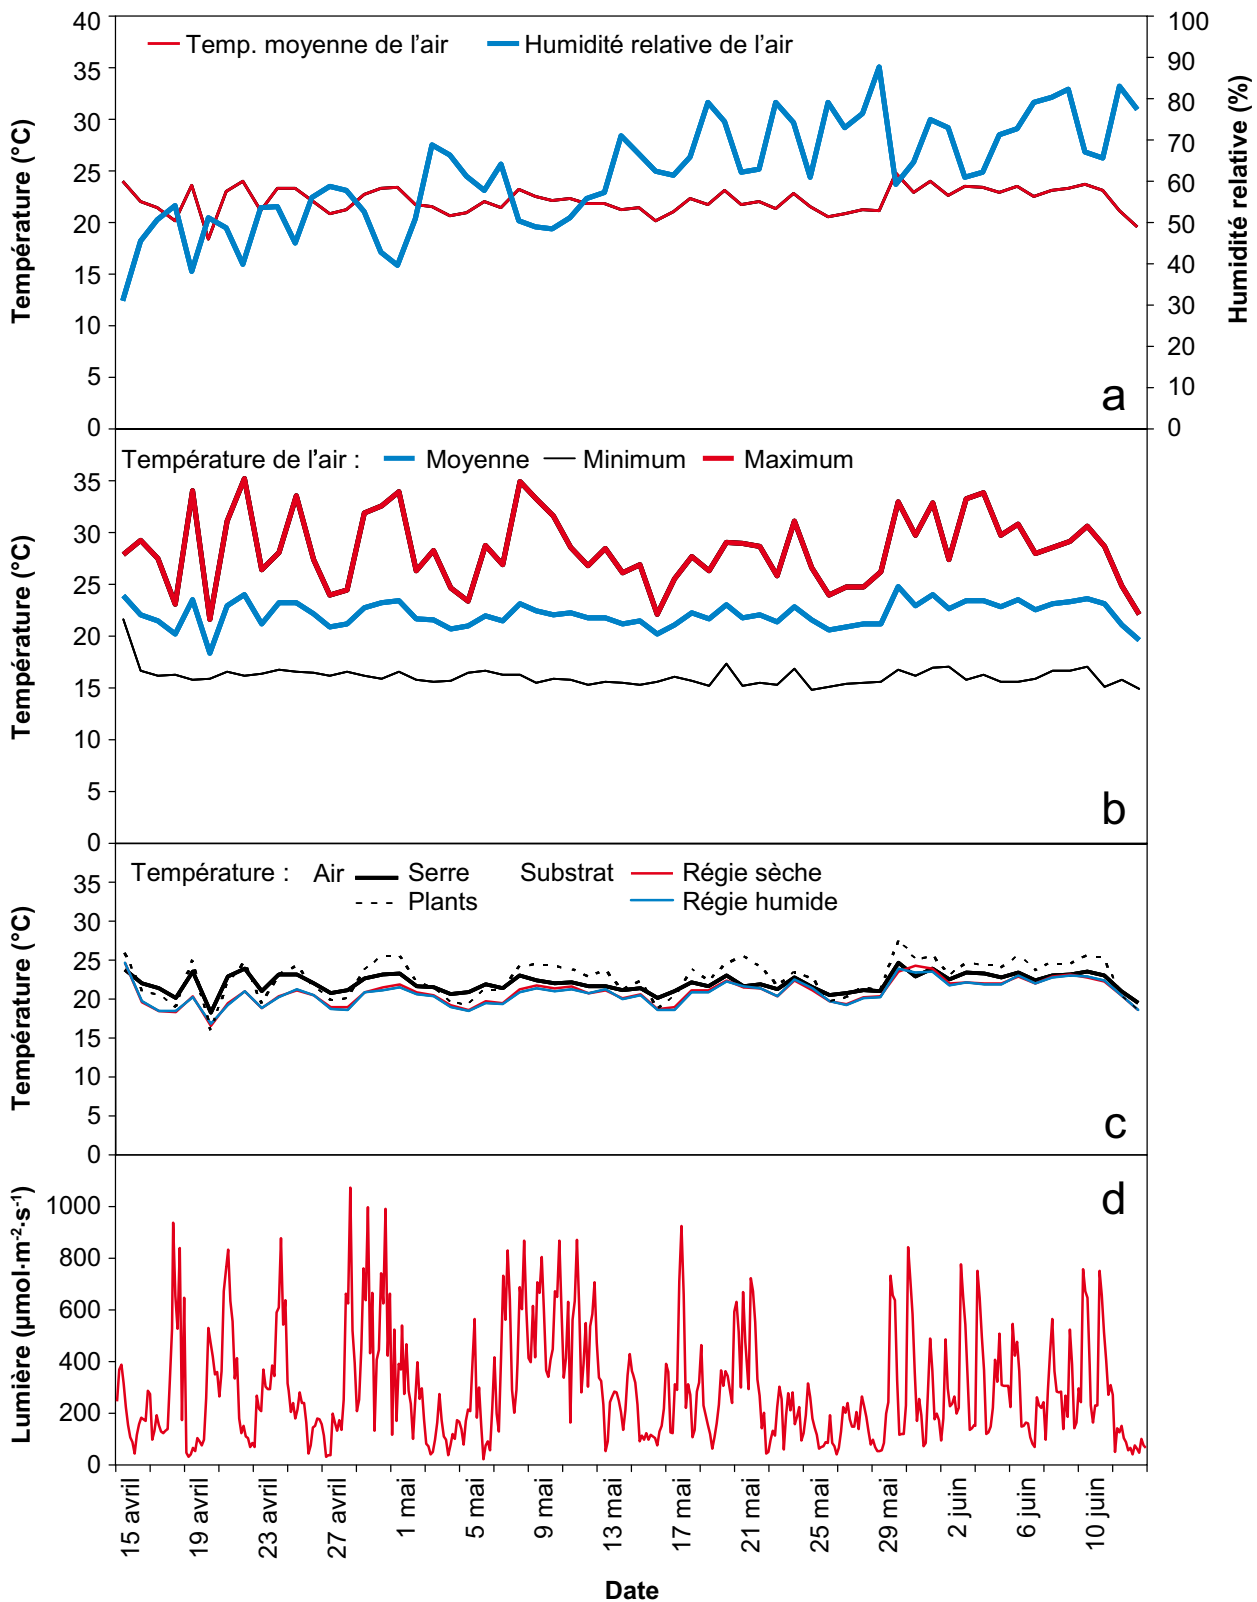 Temp. moyenne de l'air Humidité relative de l'air
40
35
30
25
20
15
10
5
0
Température (°C)
100
90
80
70
60
50
40
30
20
10
0
Humidité relative (%)
a
Température de l'air : Moyenne Minimum Maximum
35
30
25
20
15
10
5
0
Température (°C)
b
Température : Air Serre Substrat Régie sèche
Plants Régie humide
35
30
25
20
15
10
5
0
Température (°C)
c
1000
800
600
400
200
0
Lumière (µmol·m-2·s-1)
d
15 avril
19 avril
23 avril
27 avril
1 mai
5 mai
9 mai
13 mai
17 mai
21 mai
25 mai
29 mai
2 juin
6 juin
10 juin
Date